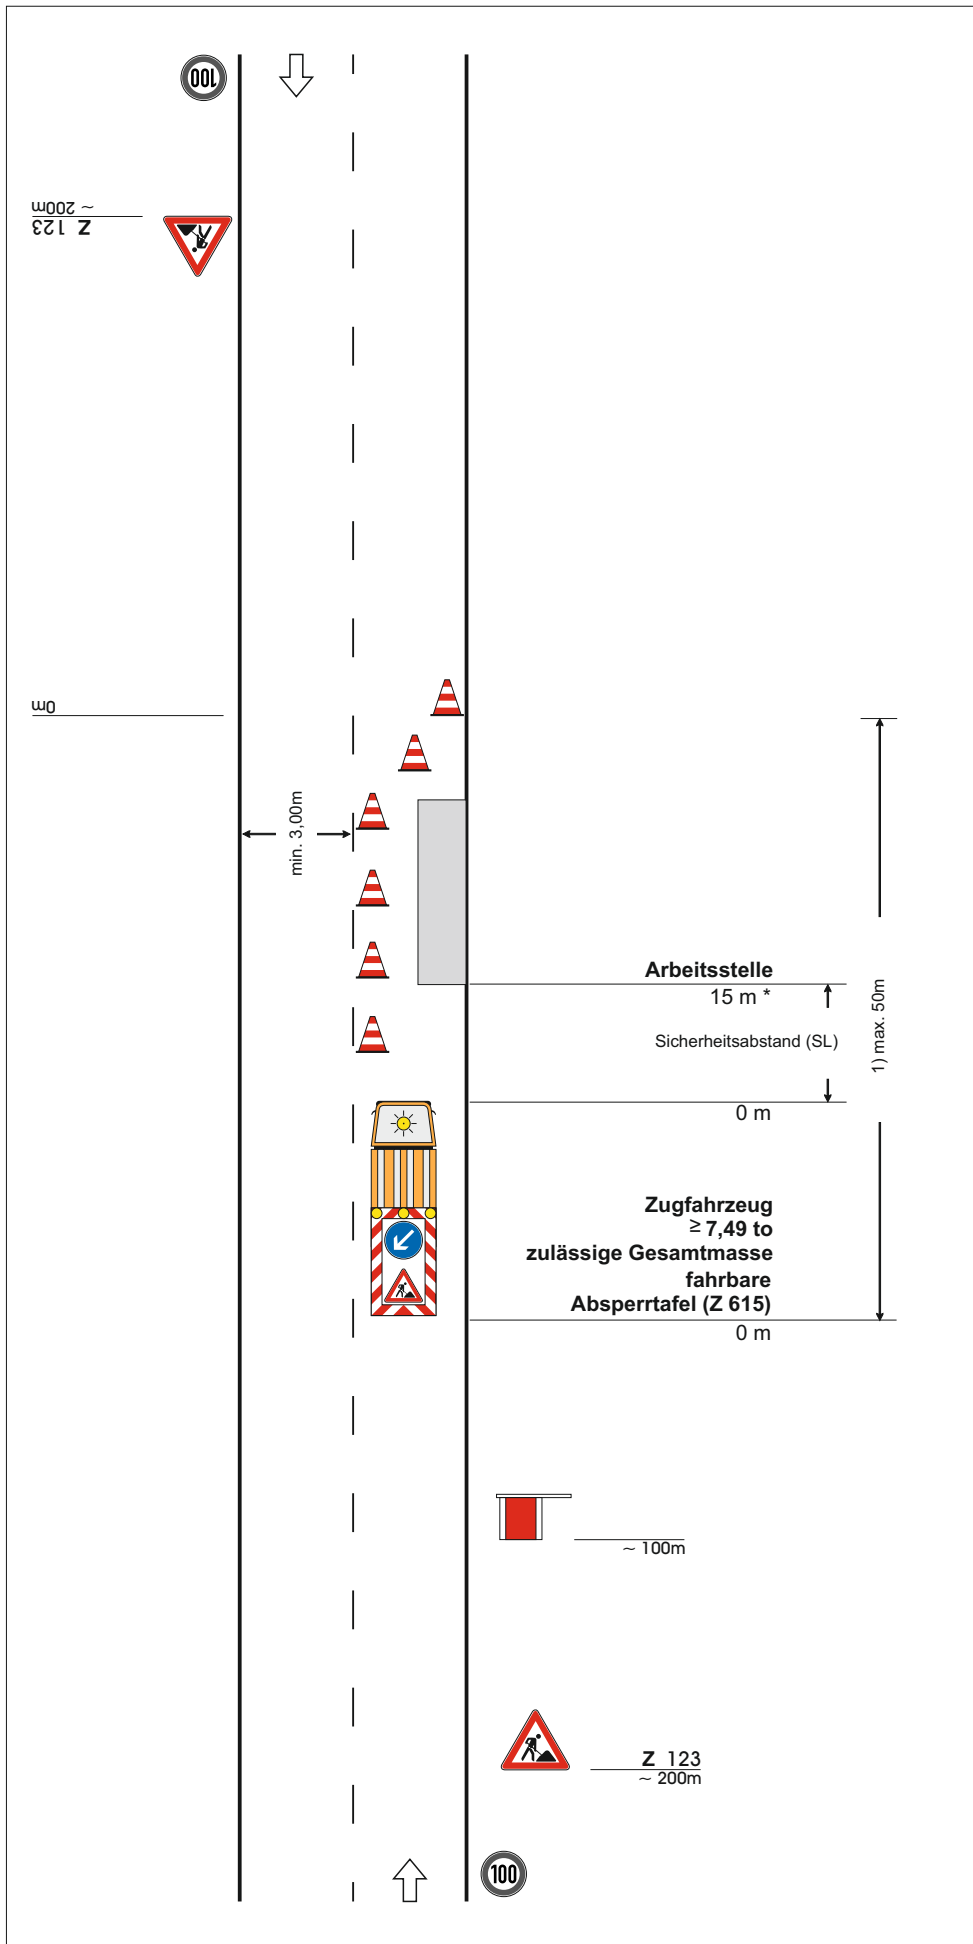 100
~ 200m
Z 123
0m
min. 3,00m
Arbeitsstelle
15 m *
Sicherheitsabstand (SL)
1) max. 50m
0 m
Zugfahrzeug
≥ 7,49 to
zulässige Gesamtmasse
fahrbare
Absperrtafel (Z 615)
0 m
~ 100m
Z 123
~ 200m
100